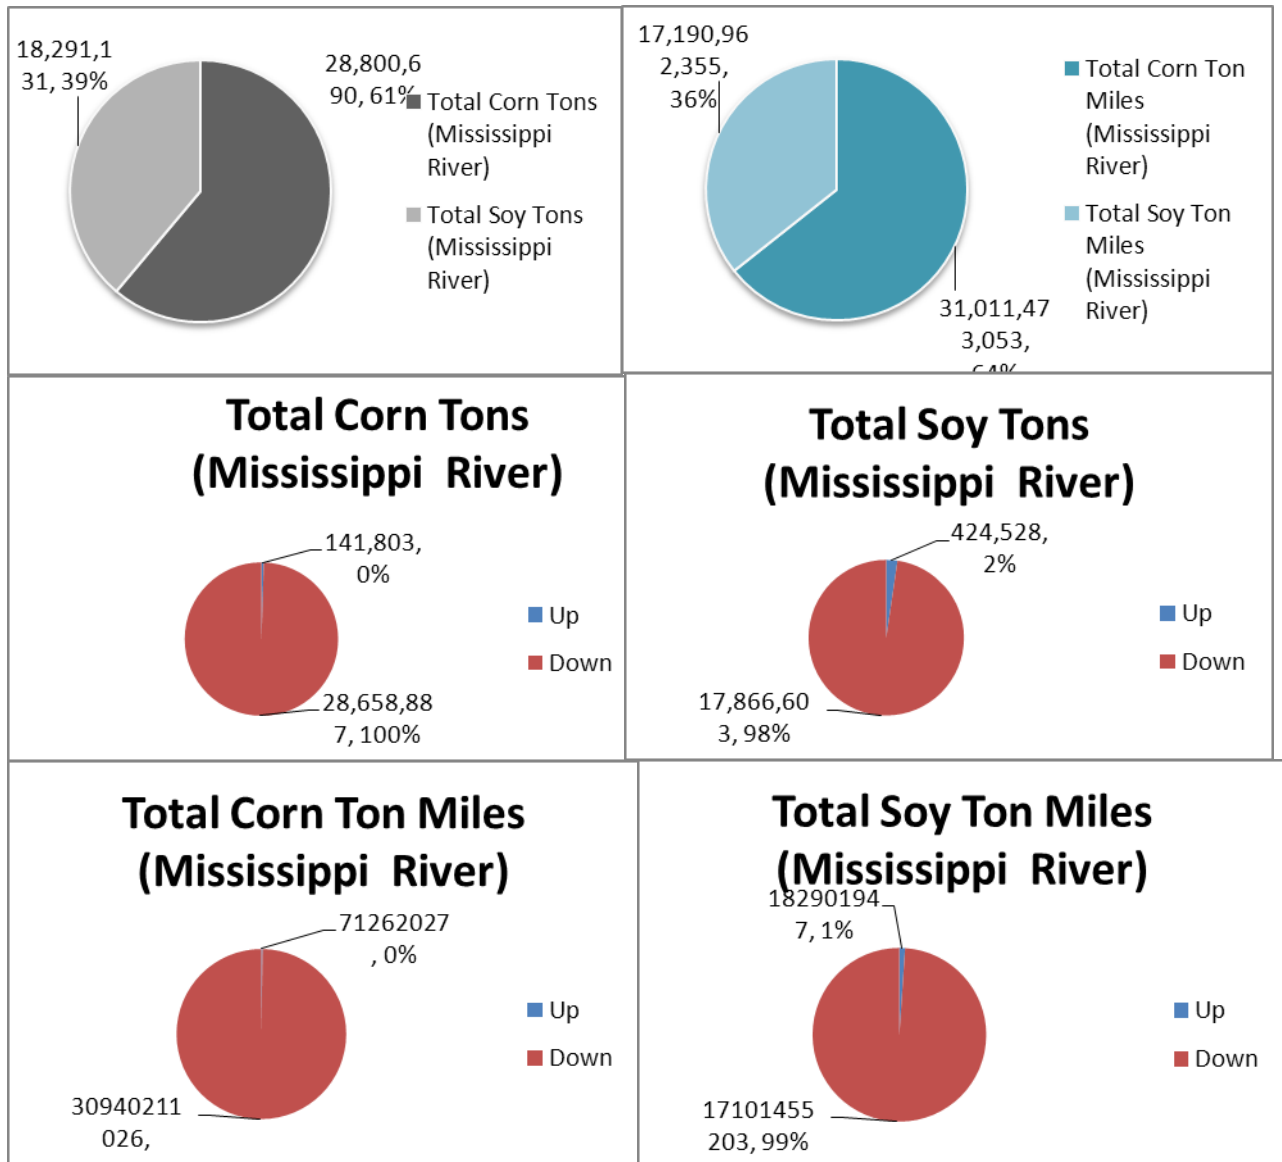 18,291,1
31, 39%
28,800,6
90, 61%
Total Corn Tons
(Mississippi
River)
Total Soy Tons
(Mississippi
River)
17,190,96
2,355,
36%
Total Corn Ton
Miles
(Mississippi
River)
Total Soy Ton
Miles
(Mississippi
River)
31,011,47
3,053,
64%
Total Corn Tons
(Mississippi River)
141,803,
0%
Up
Down
28,658,88
7, 100%
Total Soy Tons
(Mississippi River)
424,528,
2%
Up
Down
17,866,60
3, 98%
Total Corn Ton Miles
(Mississippi River)
71262027
, 0%
Up
Down
30940211
026,
Total Soy Ton Miles
(Mississippi River)
18290194
7, 1%
Up
Down
17101455
203, 99%